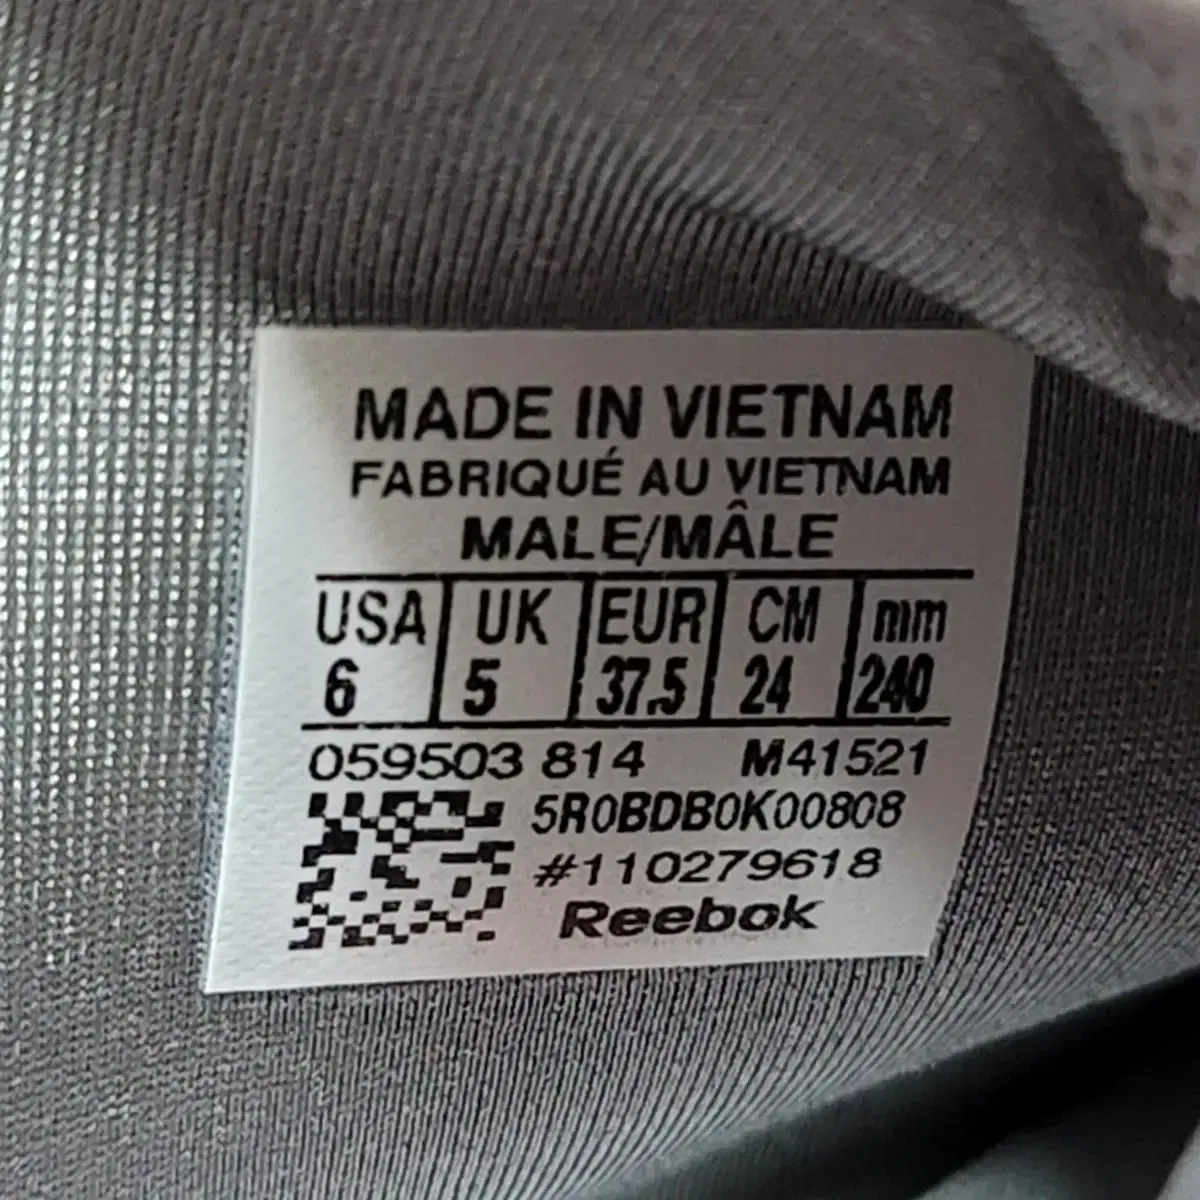 MADE IN VIETNAM
FABRIQUÉ AU VIETNAM
MALE/MÂLE
USA UK EUR CM mm
6 5 37.5 24 240
059503 814 M41521
5R0BDB0K00808
#110279618
Reebok